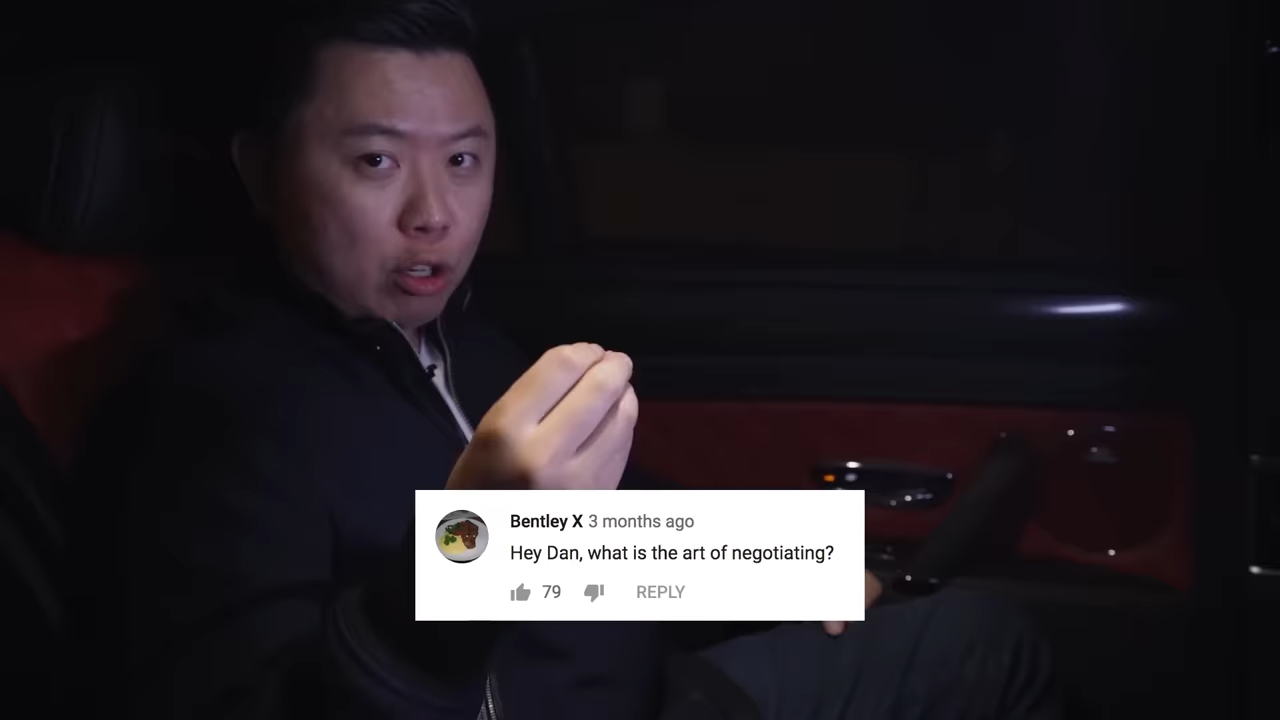 Bentley X 3 months ago
Hey Dan, what is the art of negotiating?
79 REPLY